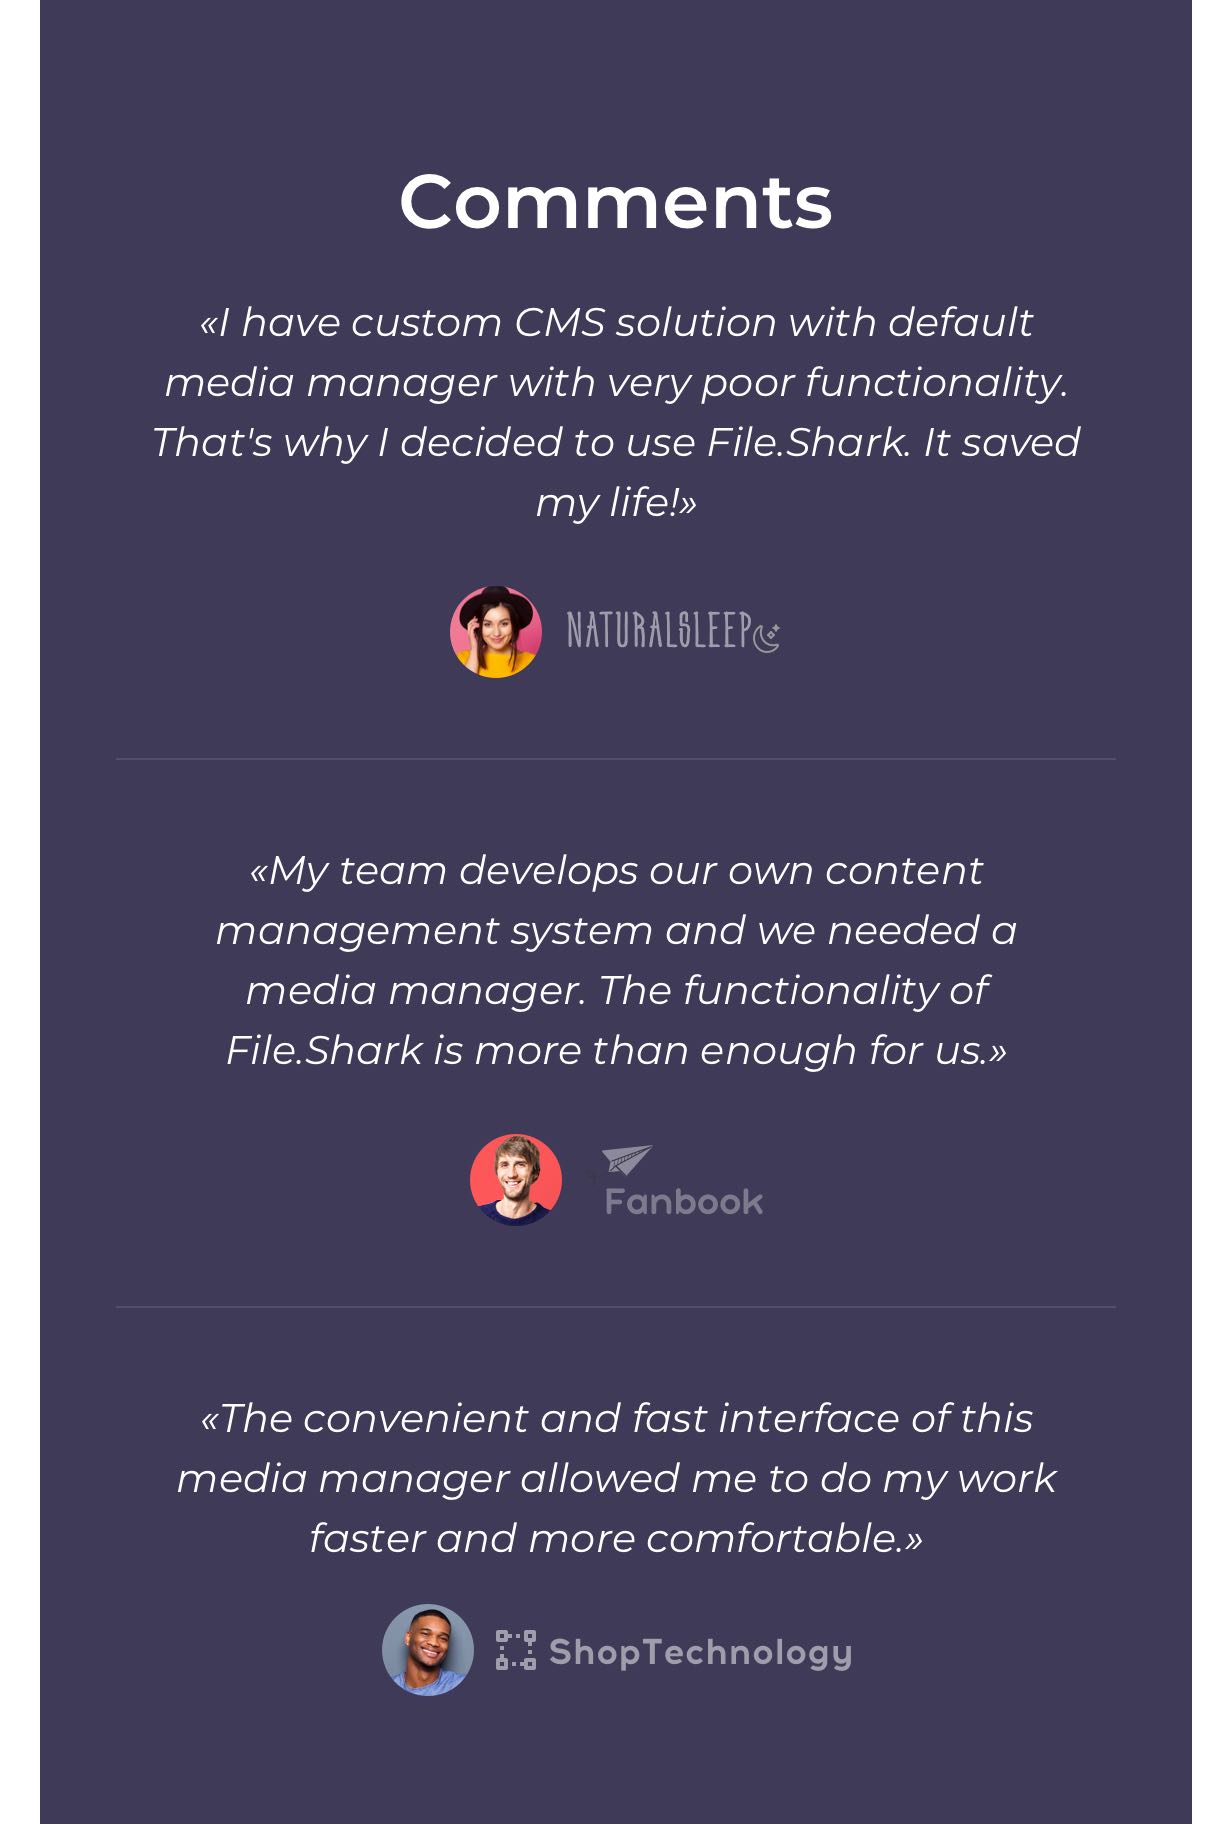 Comments
«I have custom CMS solution with default
media manager with very poor functionality.
That's why I decided to use File.Shark. It saved
my life!»
NATURALSLEEP
«My team develops our own content
management system and we needed a
media manager. The functionality of
File.Shark is more than enough for us.»
Fanbook
«The convenient and fast interface of this
media manager allowed me to do my work
faster and more comfortable.»
ShopTechnology